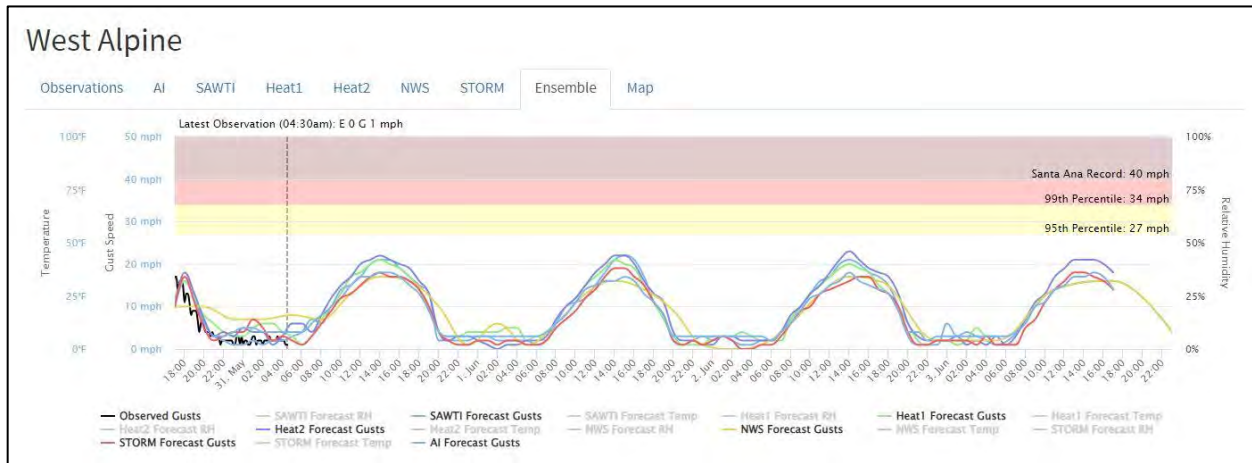 West Alpine
Observations AI SAWTI Heat1 Heat2 NWS STORM Ensemble Map
Latest Observation (04:30am): E 0 G 1 mph
100°F 50 mph 100%
40 mph Santa Ana Record: 40 mph
75°F 75%
99th Percentile: 34 mph
30 mph
95th Percentile: 27 mph
50°F 50%
20 mph
25°F 10 mph 25%
0°F 0 mph 0%
Temperature
Gust Speed
Relative Humidity
18:00 20:00 22:00 31. May 02:00 04:00 06:00 08:00 10:00 12:00 14:00 16:00 18:00 20:00 22:00 1. Jun 02:00 04:00 06:00 08:00 10:00 12:00 14:00 16:00 18:00 20:00 22:00 2. Jun 02:00 04:00 06:00 08:00 10:00 12:00 14:00 16:00 18:00 20:00 22:00 3. Jun 02:00 04:00 06:00 08:00 10:00 12:00 14:00 16:00 18:00 20:00 22:00
Observed Gusts SAWTI Forecast RH SAWTI Forecast Gusts SAWTI Forecast Temp Heat1 Forecast RH Heat1 Forecast Gusts Heat1 Forecast Temp
Heat2 Forecast RH Heat2 Forecast Gusts Heat2 Forecast Temp NWS Forecast RH NWS Forecast Gusts NWS Forecast Temp STORM Forecast RH
STORM Forecast Gusts STORM Forecast Temp AI Forecast Gusts